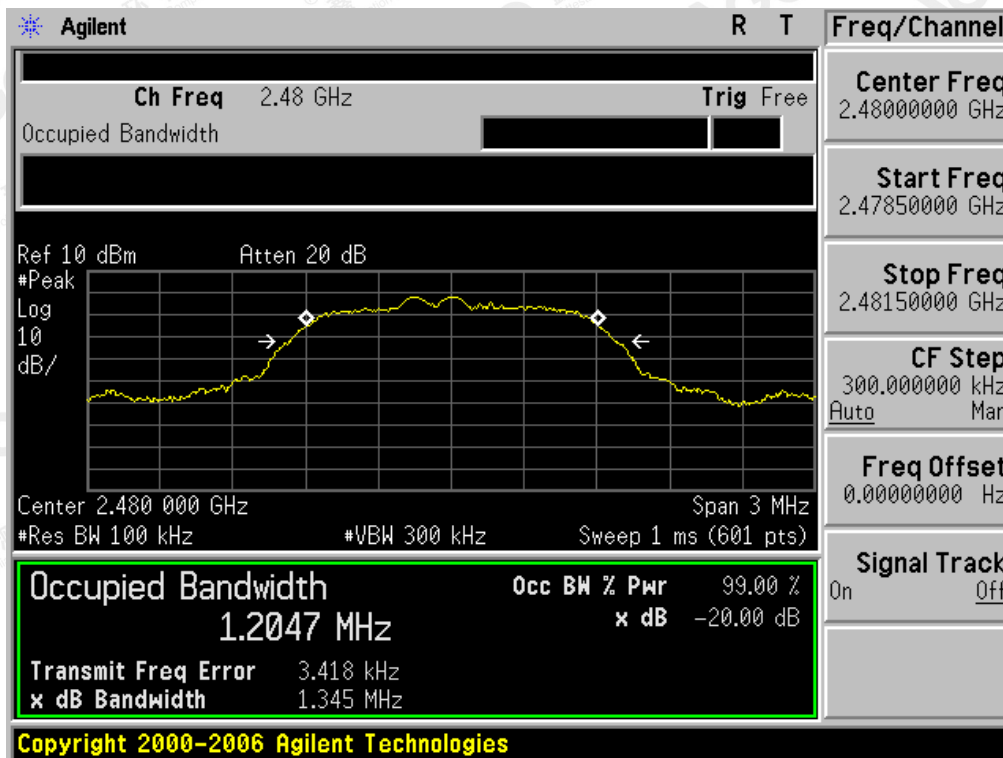 Agilent R T
Ch Freq 2.48 GHz Trig Free
Occupied Bandwidth
Ref 10 dBm Atten 20 dB
#Peak
Log
10
dB/
Center 2.480 000 GHz Span 3 MHz
#Res BW 100 kHz #VBW 300 kHz Sweep 1 ms (601 pts)
Occupied Bandwidth
1.2047 MHz
Occ BW % Pwr 99.00 %
x dB -20.00 dB
Transmit Freq Error 3.418 kHz
x dB Bandwidth 1.345 MHz
Copyright 2000-2006 Agilent Technologies
Freq/Channel
Center Freq
2.48000000 GHz
Start Freq
2.47850000 GHz
Stop Freq
2.48150000 GHz
CF Step
300.000000 kHz
Auto Man
Freq Offset
0.00000000 Hz
Signal Track
On Off